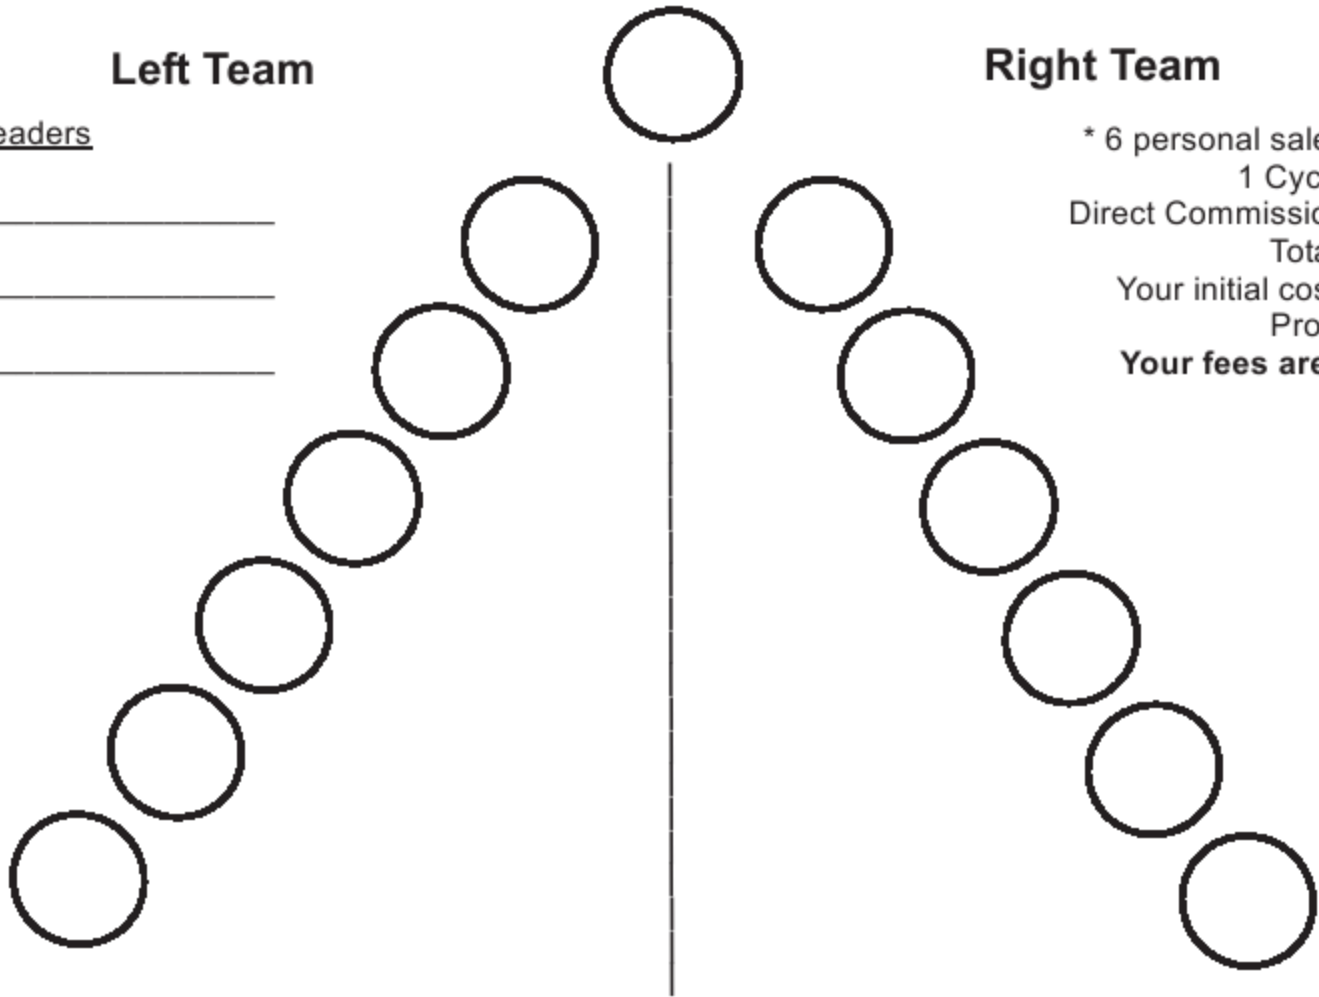 Left Team
eaders
Right Team
* 6 personal sale
1 Cyc
Direct Commissio
Tota
Your initial cos
Pro
Your fees are